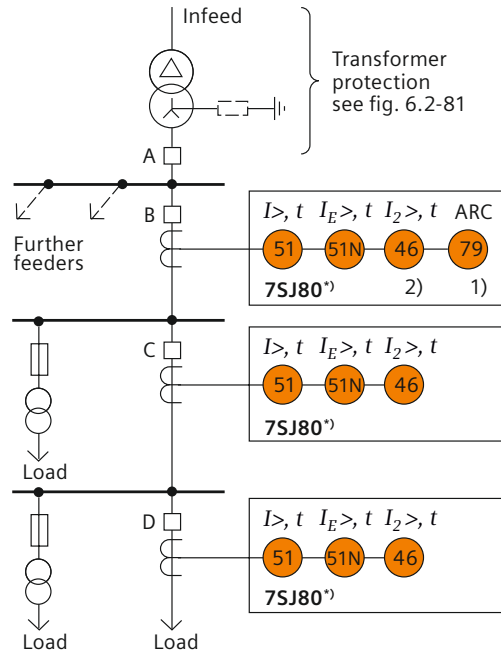 Infeed
Transformer
protection
see fig. 6.2-81
A
B
Further
feeders
I>, t I_E>, t I_2>, t ARC
51 51N 46 79
7SJ80*) 2) 1)
C
Load
I>, t I_E>, t I_2>, t
51 51N 46
7SJ80*)
D
I>, t I_E>, t I_2>, t
51 51N 46
7SJ80*)
Load Load